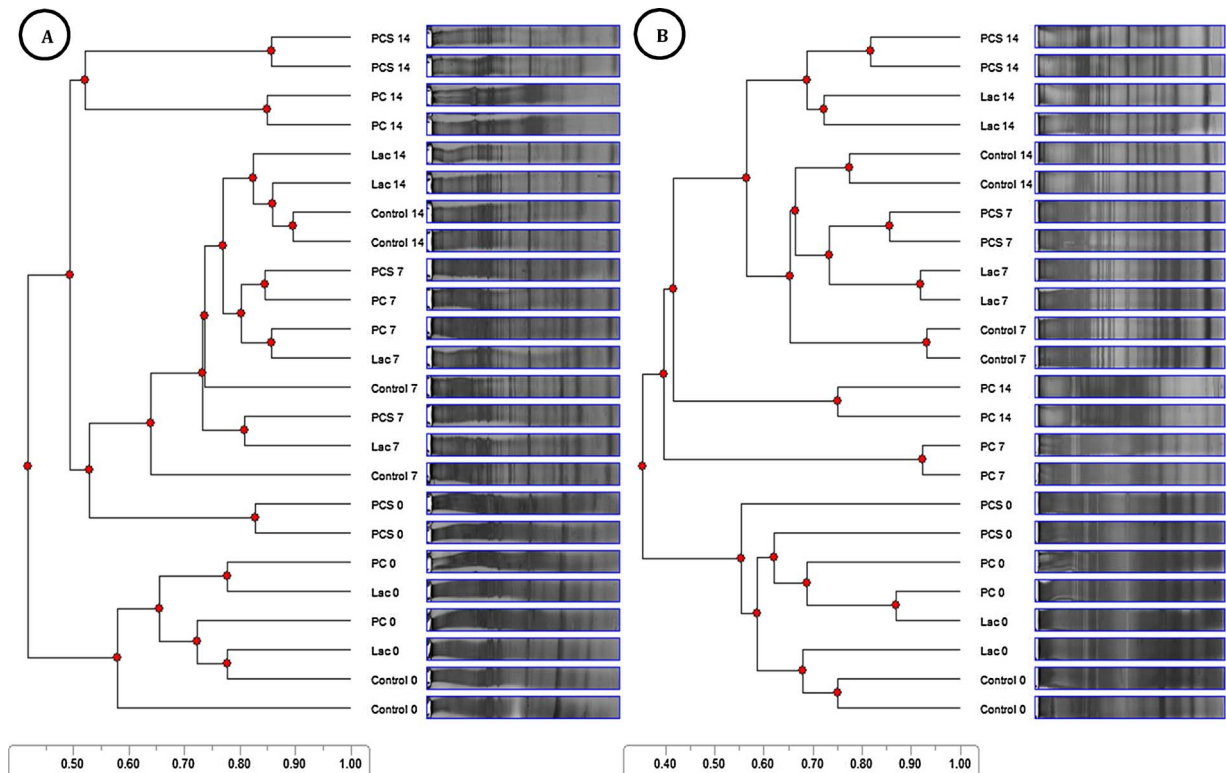 A
PCS 14
PCS 14
PC 14
PC 14
Lac 14
Lac 14
Control 14
Control 14
PCS 7
PC 7
PC 7
Lac 7
Control 7
PCS 7
Lac 7
Control 7
PCS 0
PCS 0
PC 0
Lac 0
PC 0
Lac 0
Control 0
Control 0
0.50 0.60 0.70 0.80 0.90 1.00
B
PCS 14
PCS 14
Lac 14
Lac 14
Control 14
Control 14
PCS 7
PCS 7
Lac 7
Lac 7
Control 7
Control 7
PC 14
PC 14
PC 7
PC 7
PCS 0
PCS 0
PC 0
PC 0
Lac 0
Lac 0
Control 0
Control 0
0.40 0.50 0.60 0.70 0.80 0.90 1.00